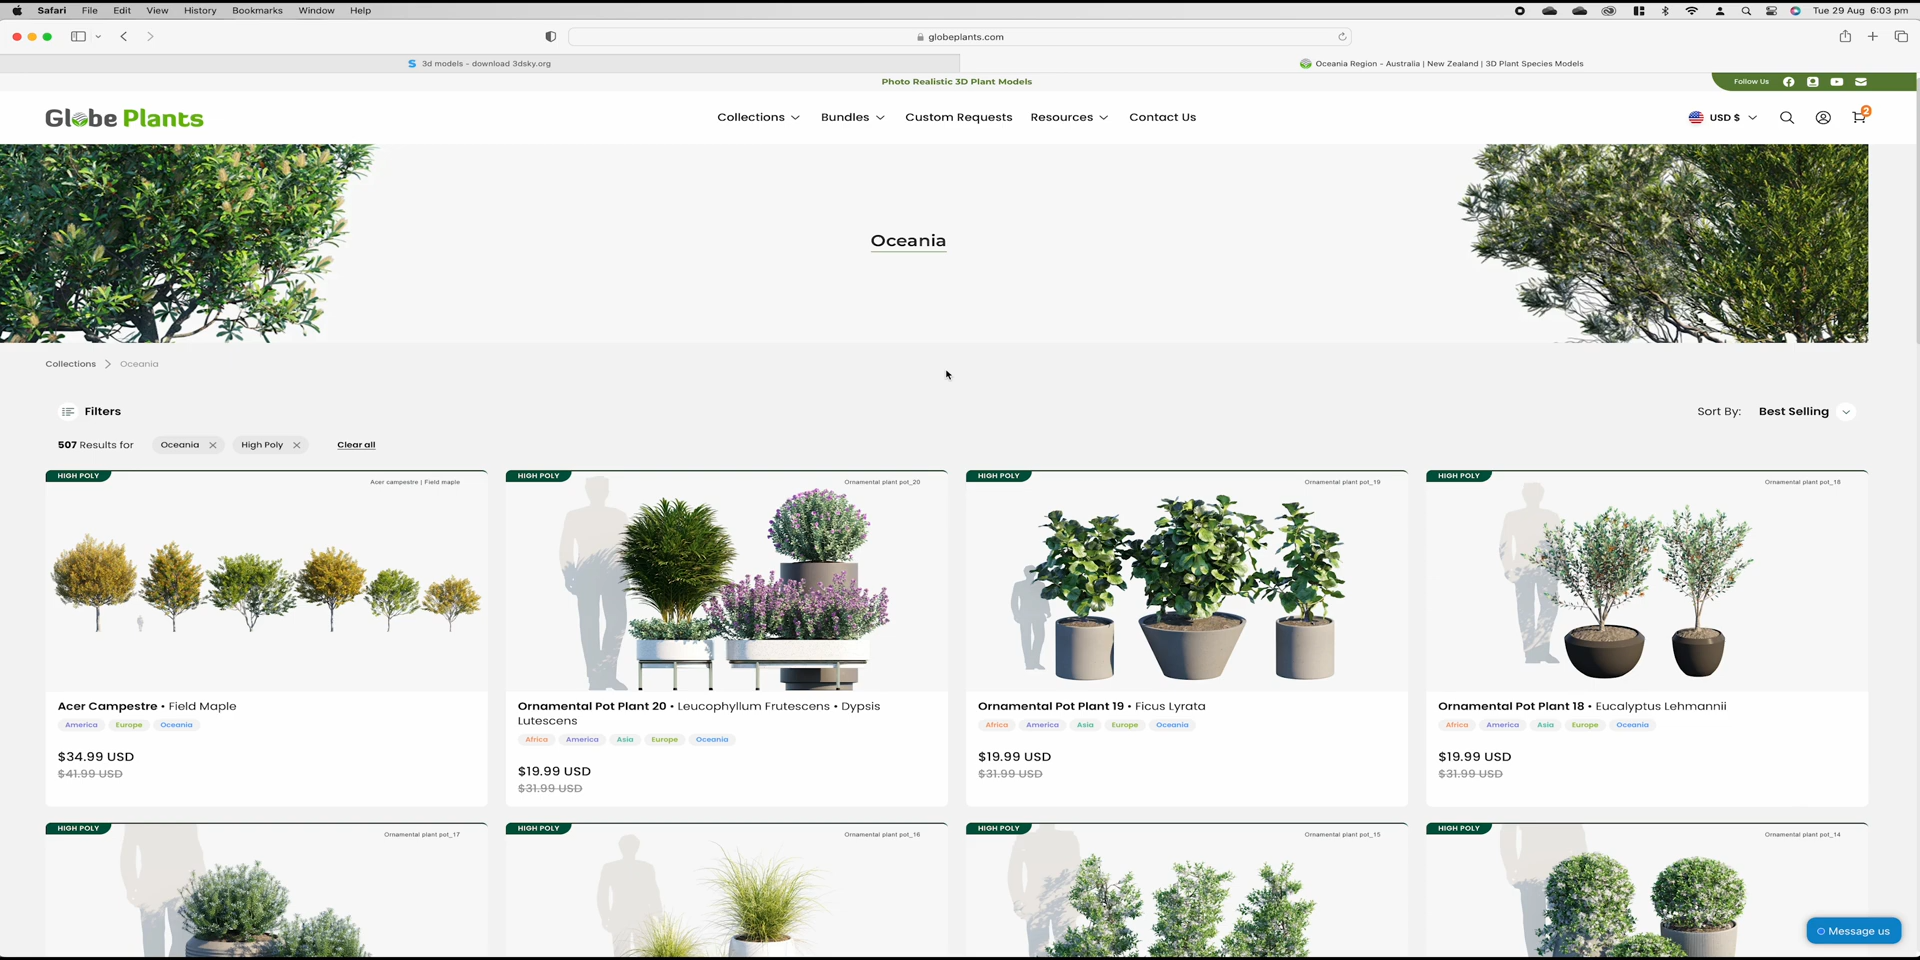 Safari File Edit View History Bookmarks Window Help Tue 29 Aug 6:03 pm
globeplants.com
S 3d models - download 3dsky.org
Oceania Region - Australia | New Zealand | 3D Plant Species Models
Photo Realistic 3D Plant Models
Follow Us
Globe Plants
Collections Bundles Custom Requests Resources Contact Us
USD $
2
Oceania
Collections > Oceania
Filters
Sort By: Best Selling
507 Results for Oceania High Poly Clear all
HIGH POLY
Acer campestre | Field maple
HIGH POLY
Ornamental plant pot_20
HIGH POLY
Ornamental plant pot_19
HIGH POLY
Ornamental plant pot_18
Acer Campestre • Field Maple
America Europe Oceania
$34.99 USD
$41.99 USD
Ornamental Pot Plant 20 • Leucophyllum Frutescens • Dypsis
Lutescens
Africa America Asia Europe Oceania
$19.99 USD
$31.99 USD
Ornamental Pot Plant 19 • Ficus Lyrata
Africa America Asia Europe Oceania
$19.99 USD
$31.99 USD
Ornamental Pot Plant 18 • Eucalyptus Lehmannii
Africa America Asia Europe Oceania
$19.99 USD
$31.99 USD
HIGH POLY
Ornamental plant pot_17
HIGH POLY
Ornamental plant pot_16
HIGH POLY
Ornamental plant pot_15
HIGH POLY
Ornamental plant pot_14
Message us